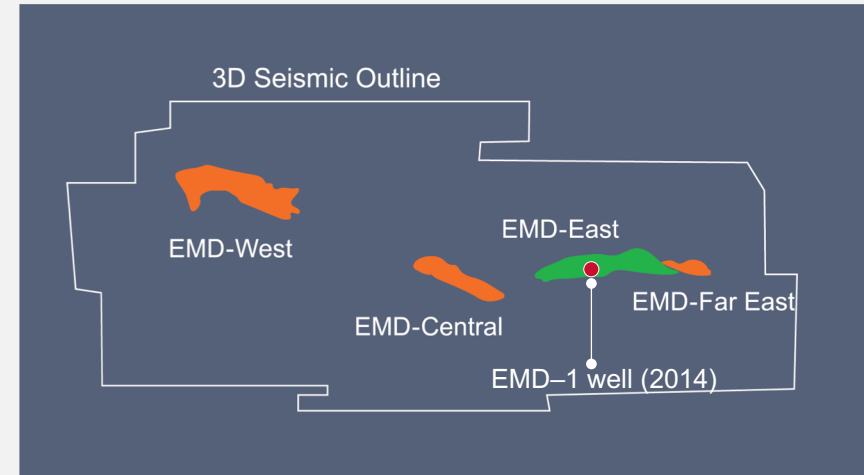 3D Seismic Outline
EMD-East
EMD-West
EMD-Far East
EMD-Central
EMD–1 well (2014)